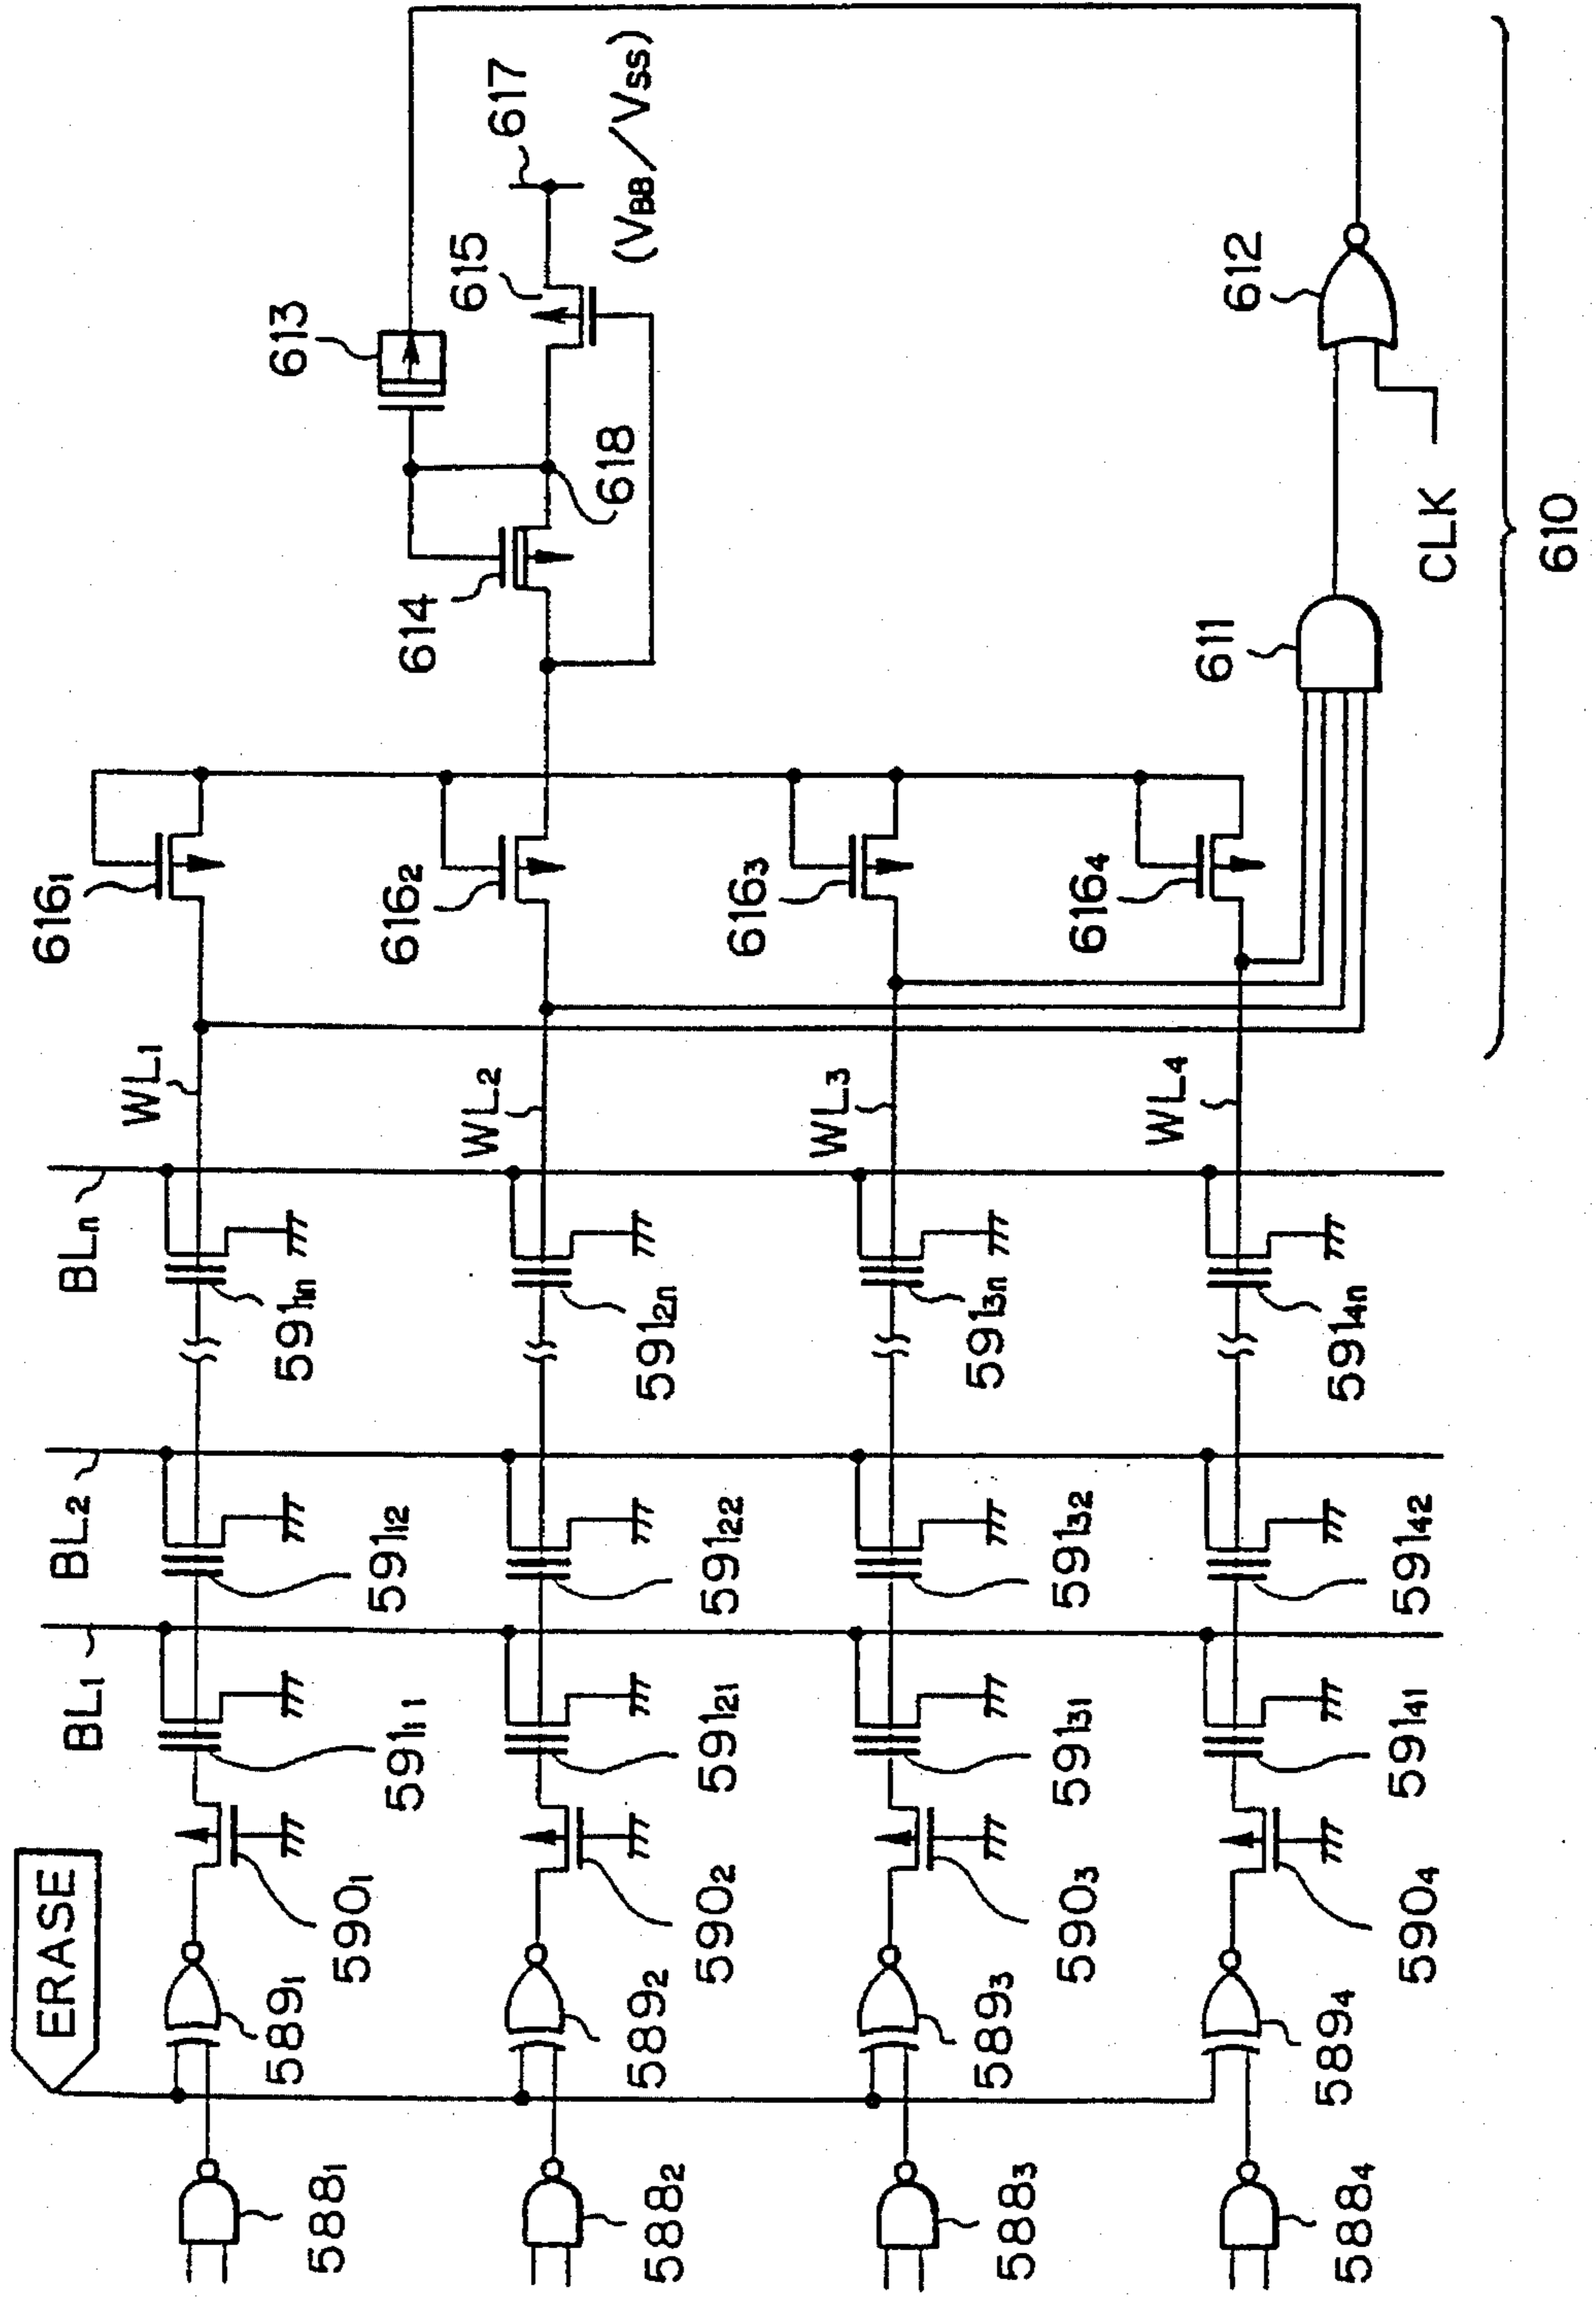 617
(VBB/VSS)
615
613
618
614
612
CLK
610
611
616₁
616₂
616₃
616₄
WL₁
WL₂
WL₃
WL₄
BLn
591₁n
591₂n
591₃n
591₄n
BL₂
591₁₂
591₂₂
591₃₂
591₄₂
BL₁
591₁₁
591₂₁
591₃₁
591₄₁
ERASE
590₁
590₂
590₃
590₄
589₁
589₂
589₃
589₄
588₁
588₂
588₃
588₄